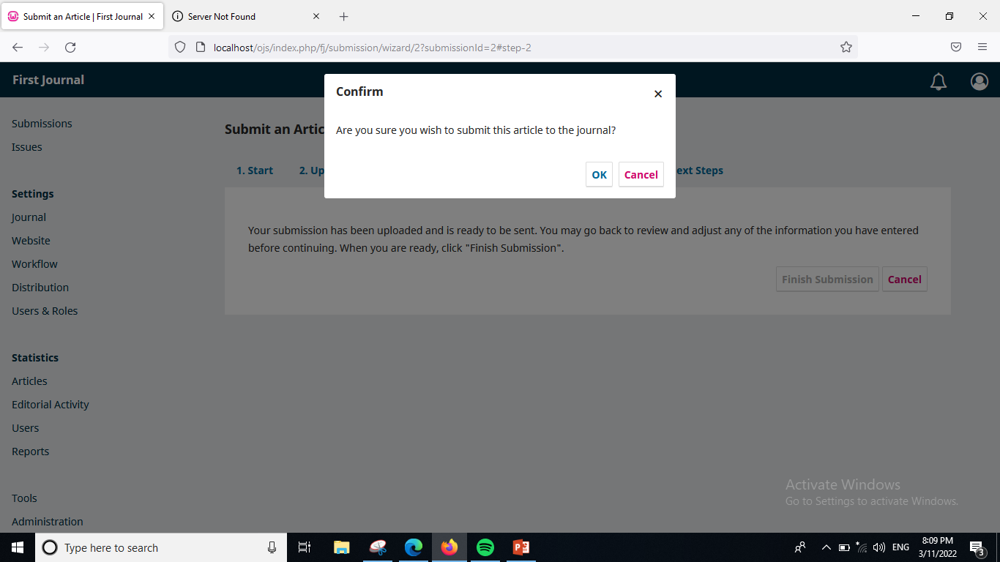 Submit an Article | First Journal
Server Not Found
localhost/ojs/index.php/fj/submission/wizard/2?submissionId=2#step-2
First Journal
Confirm
Are you sure you wish to submit this article to the journal?
OK Cancel
Submissions
Issues
Settings
Journal
Website
Workflow
Distribution
Users & Roles
Statistics
Articles
Editorial Activity
Users
Reports
Tools
Administration
Submit an Artic
1. Start 2. Up ext Steps
Your submission has been uploaded and is ready to be sent. You may go back to review and adjust any of the information you have entered
before continuing. When you are ready, click "Finish Submission".
Finish Submission Cancel
Activate Windows
Go to Settings to activate Windows.
Type here to search
ENG
8:09 PM
3/11/2022
3